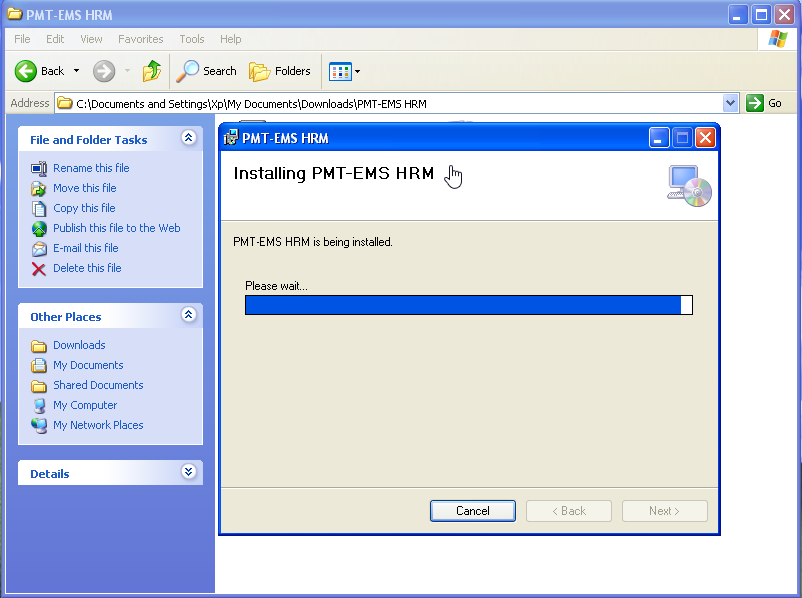 PMT-EMS HRM
File Edit View Favorites Tools Help
Back Search Folders
Address C:\Documents and Settings\Xp\My Documents\Downloads\PMT-EMS HRM Go
File and Folder Tasks
Rename this file
Move this file
Copy this file
Publish this file to the Web
E-mail this file
Delete this file
Other Places
Downloads
My Documents
Shared Documents
My Computer
My Network Places
Details
PMT-EMS HRM
Installing PMT-EMS HRM
PMT-EMS HRM is being installed.
Please wait...
Cancel < Back Next >